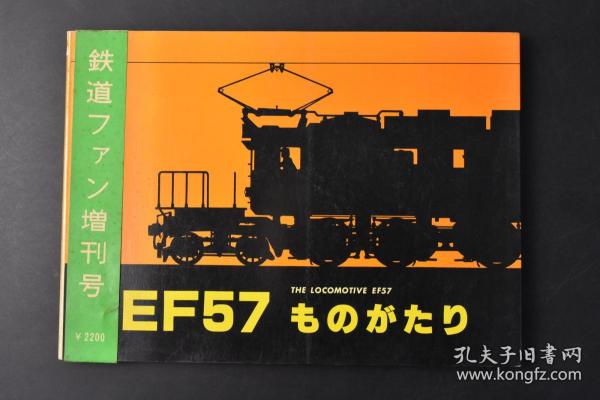 鉄道ファン増刊号
¥2200
THE LOCOMOTIVE EF57
EF57 ものがたり
孔夫子旧書网
www.kongfz.com